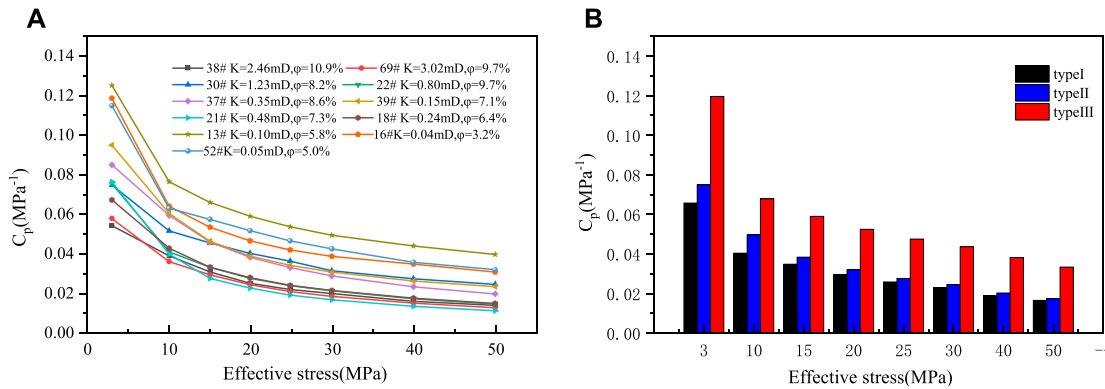 A
B
0.14
0.12
0.10
0.08
0.06
0.04
0.02
0.00
Cp(MPa-1)
38# K=2.46mD,φ=10.9% 69# K=3.02mD,φ=9.7%
30# K=1.23mD,φ=8.2% 22# K=0.80mD,φ=9.7%
37# K=0.35mD,φ=8.6% 39# K=0.15mD,φ=7.1%
21# K=0.48mD,φ=7.3% 18# K=0.24mD,φ=6.4%
13# K=0.10mD,φ=5.8% 16#K=0.04mD,φ=3.2%
52#K=0.05mD,φ=5.0%
0 10 20 30 40 50
Effective stress(MPa)
0.14
0.12
0.10
0.08
0.06
0.04
0.02
0.00
Cp(MPa-1)
typeI
typeII
typeIII
3 10 15 20 25 30 40 50
Effective stress(MPa)